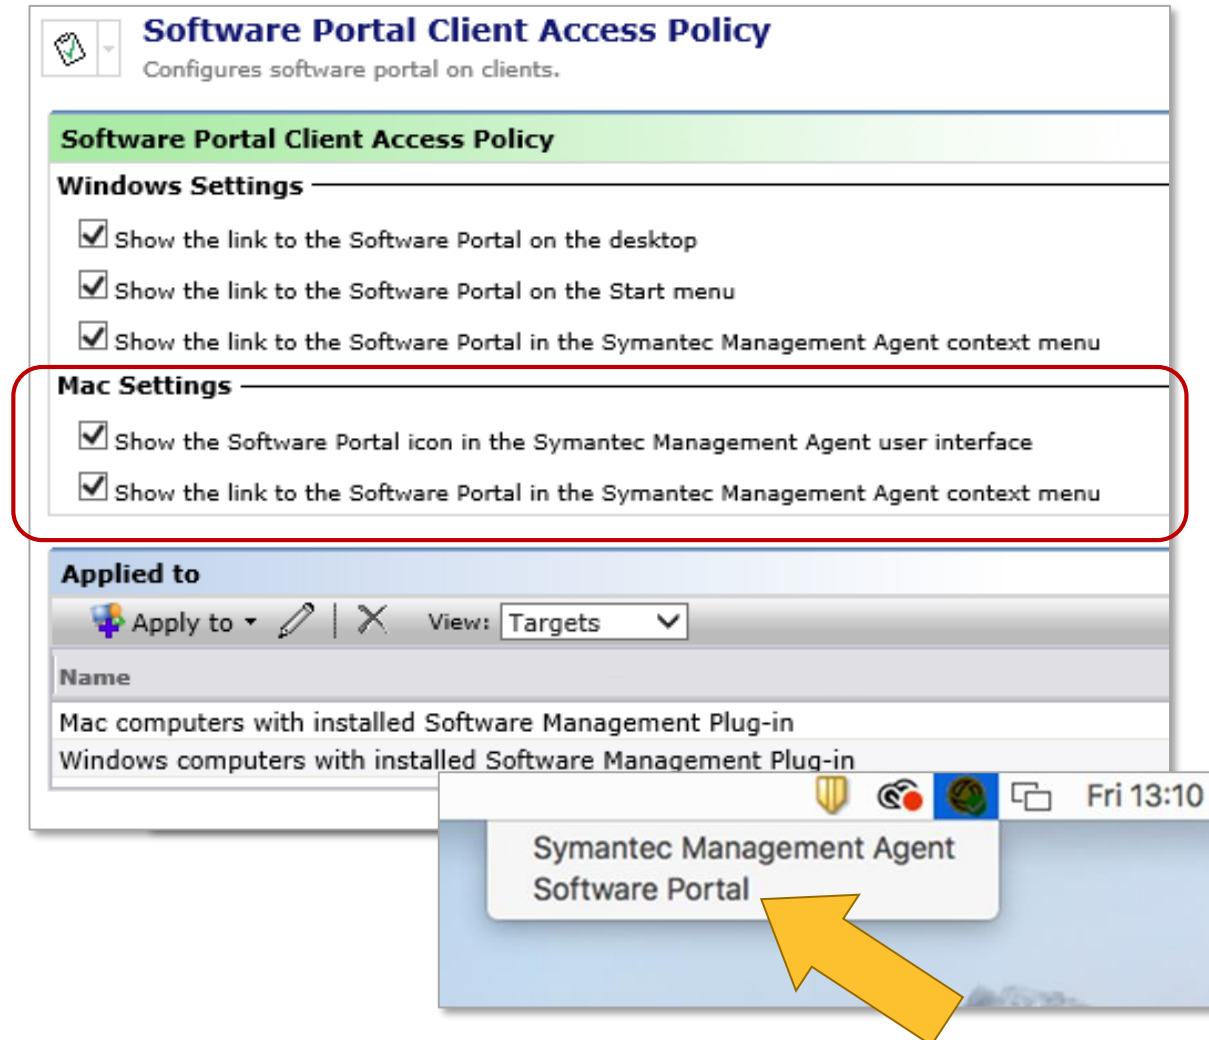 Software Portal Client Access Policy
Configures software portal on clients.
Software Portal Client Access Policy
Windows Settings
Show the link to the Software Portal on the desktop
Show the link to the Software Portal on the Start menu
Show the link to the Software Portal in the Symantec Management Agent context menu
Mac Settings
Show the Software Portal icon in the Symantec Management Agent user interface
Show the link to the Software Portal in the Symantec Management Agent context menu
Applied to
Apply to View: Targets
Name
Mac computers with installed Software Management Plug-in
Windows computers with installed Software Management Plug-in
Fri 13:10
Symantec Management Agent
Software Portal